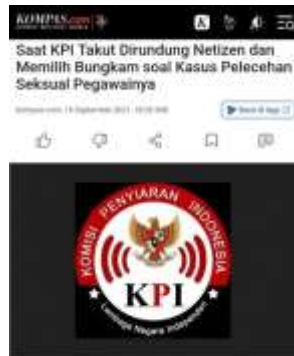 KOMPAS.com
Saat KPI Takut Dirundung Netizen dan
Memilih Bungkam soal Kasus Pelecehan
Seksual Pegawainya
KOMISI PENYIARAN INDONESIA
KPI
Lembaga Negara Independen